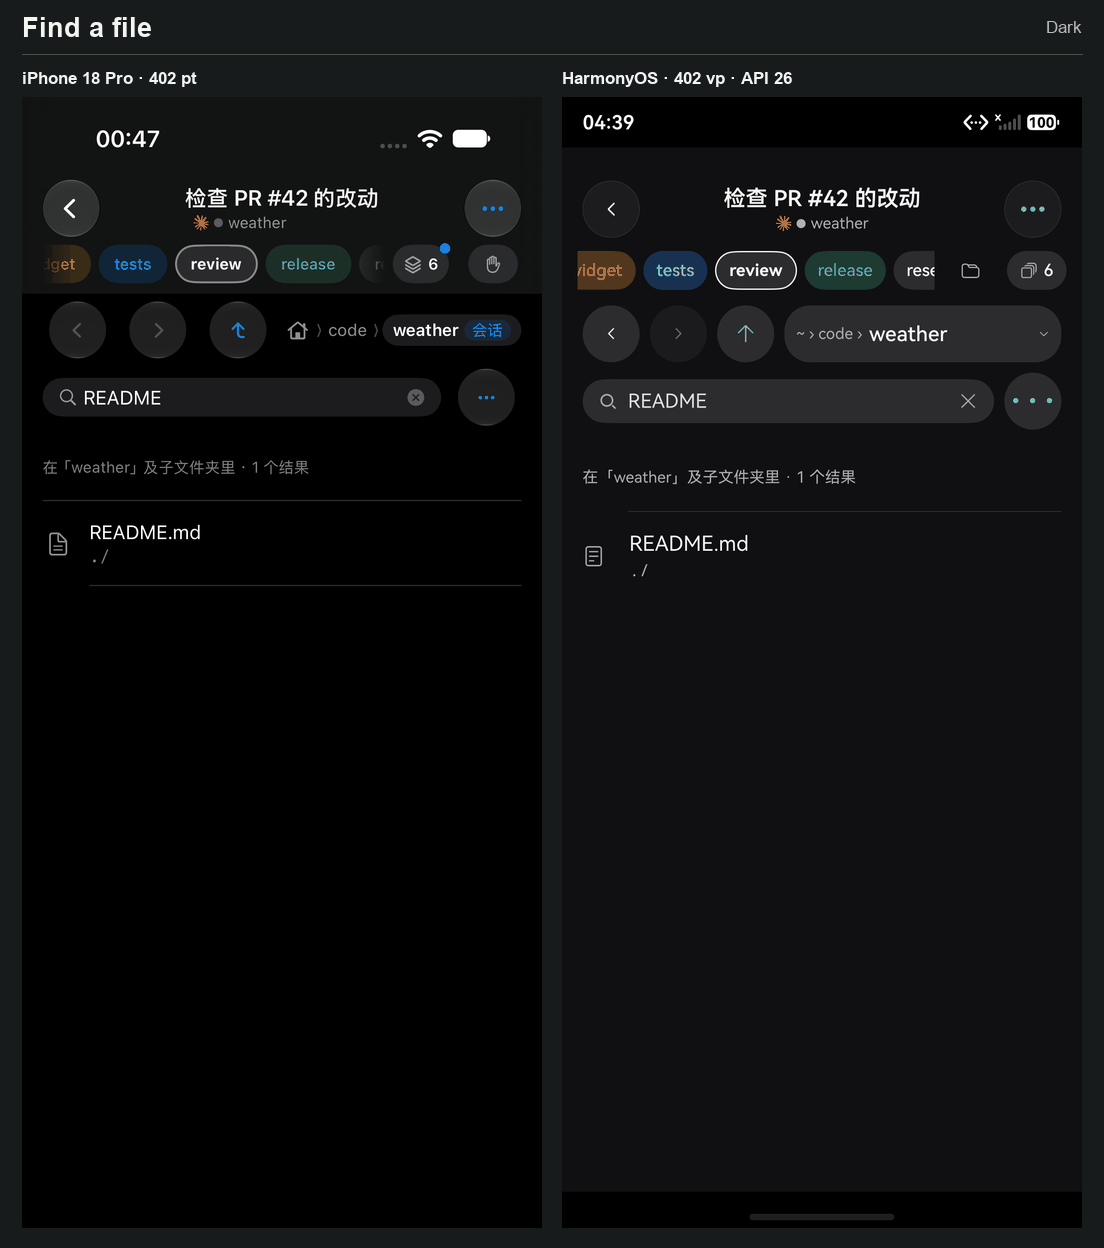 Find a file
Dark
iPhone 18 Pro · 402 pt
00:47
检查 PR #42 的改动
weather
dget tests review release re 6
code weather 会话
README
在「weather」及子文件夹里 · 1 个结果
README.md
./
HarmonyOS · 402 vp · API 26
04:39
100
检查 PR #42 的改动
weather
vidget tests review release rese 6
~ › code › weather
README
在「weather」及子文件夹里 · 1 个结果
README.md
./